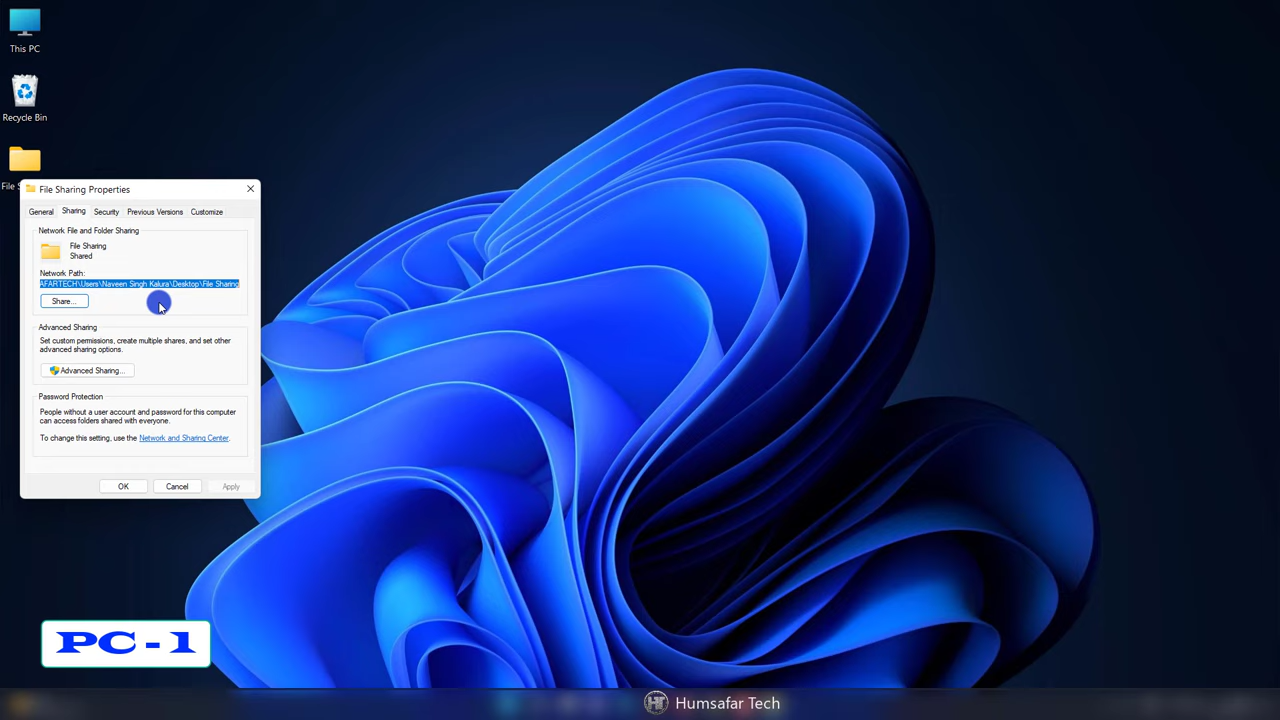 This PC
Recycle Bin
File S
File Sharing Properties
General
Sharing
Security
Previous Versions
Customize
Network File and Folder Sharing
File Sharing
Shared
Network Path:
AFARTECH\Users\Naveen Singh Kalura\Desktop\File Sharing
Share...
Advanced Sharing
Set custom permissions, create multiple shares, and set other
advanced sharing options.
Advanced Sharing...
Password Protection
People without a user account and password for this computer
can access folders shared with everyone.
To change this setting, use the Network and Sharing Center.
OK
Cancel
Apply
PC-1
HT Humsafar Tech